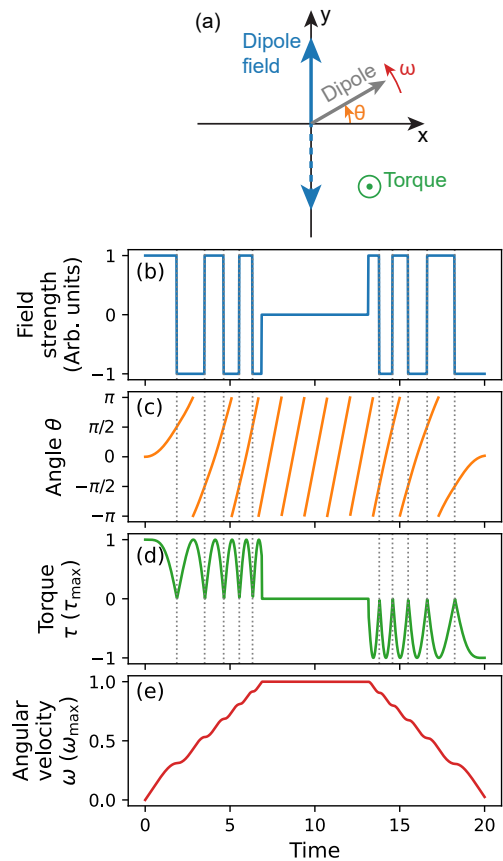 (a)
y
Dipole
field
ω
Dipole
θ
x
Torque
(b)
Field
strength
(Arb. units)
1
0
−1
(c)
Angle θ
π
π/2
0
−π/2
−π
(d)
Torque
τ (τmax)
1
0
−1
(e)
Angular
velocity
ω (ωmax)
1.0
0.5
0.0
0 5 10 15 20
Time